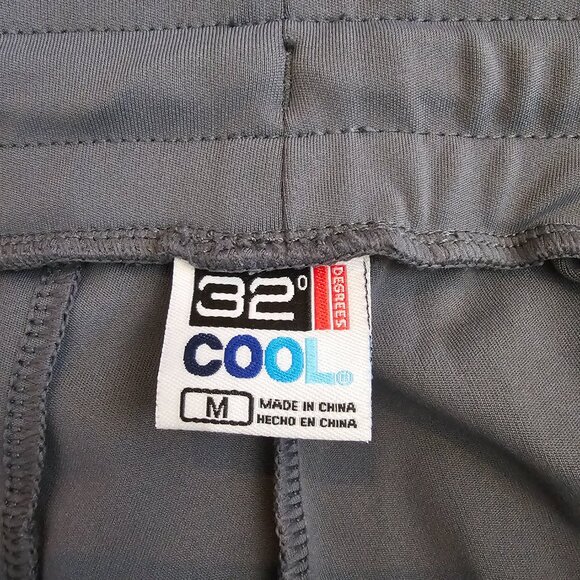 32°
DEGREES
COOL®
M
MADE IN CHINA
HECHO EN CHINA